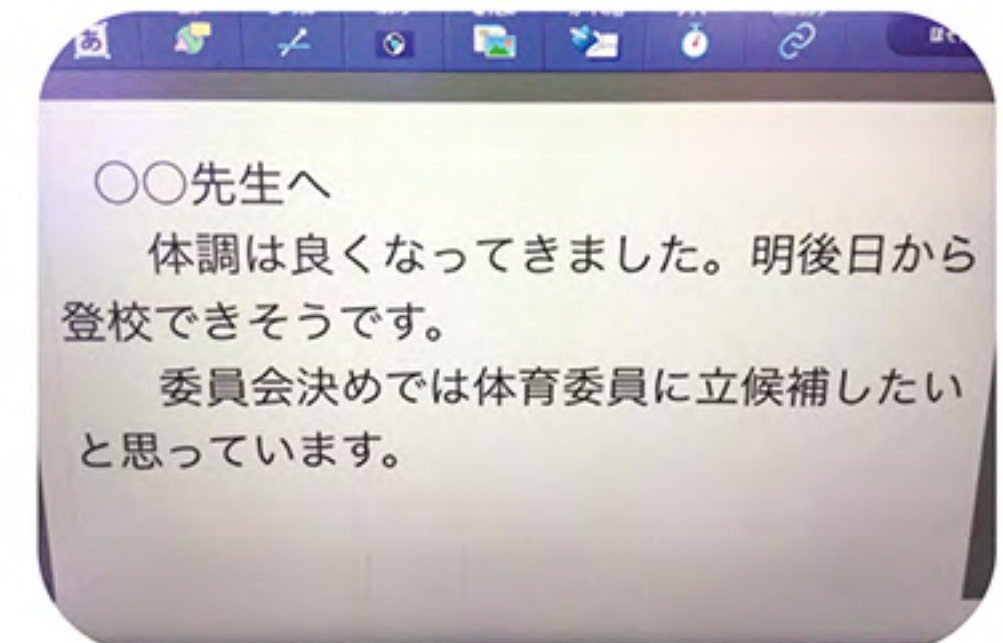 あ
○○先生へ
体調は良くなってきました。明後日から
登校できそうです。
委員会決めでは体育委員に立候補したい
と思っています。